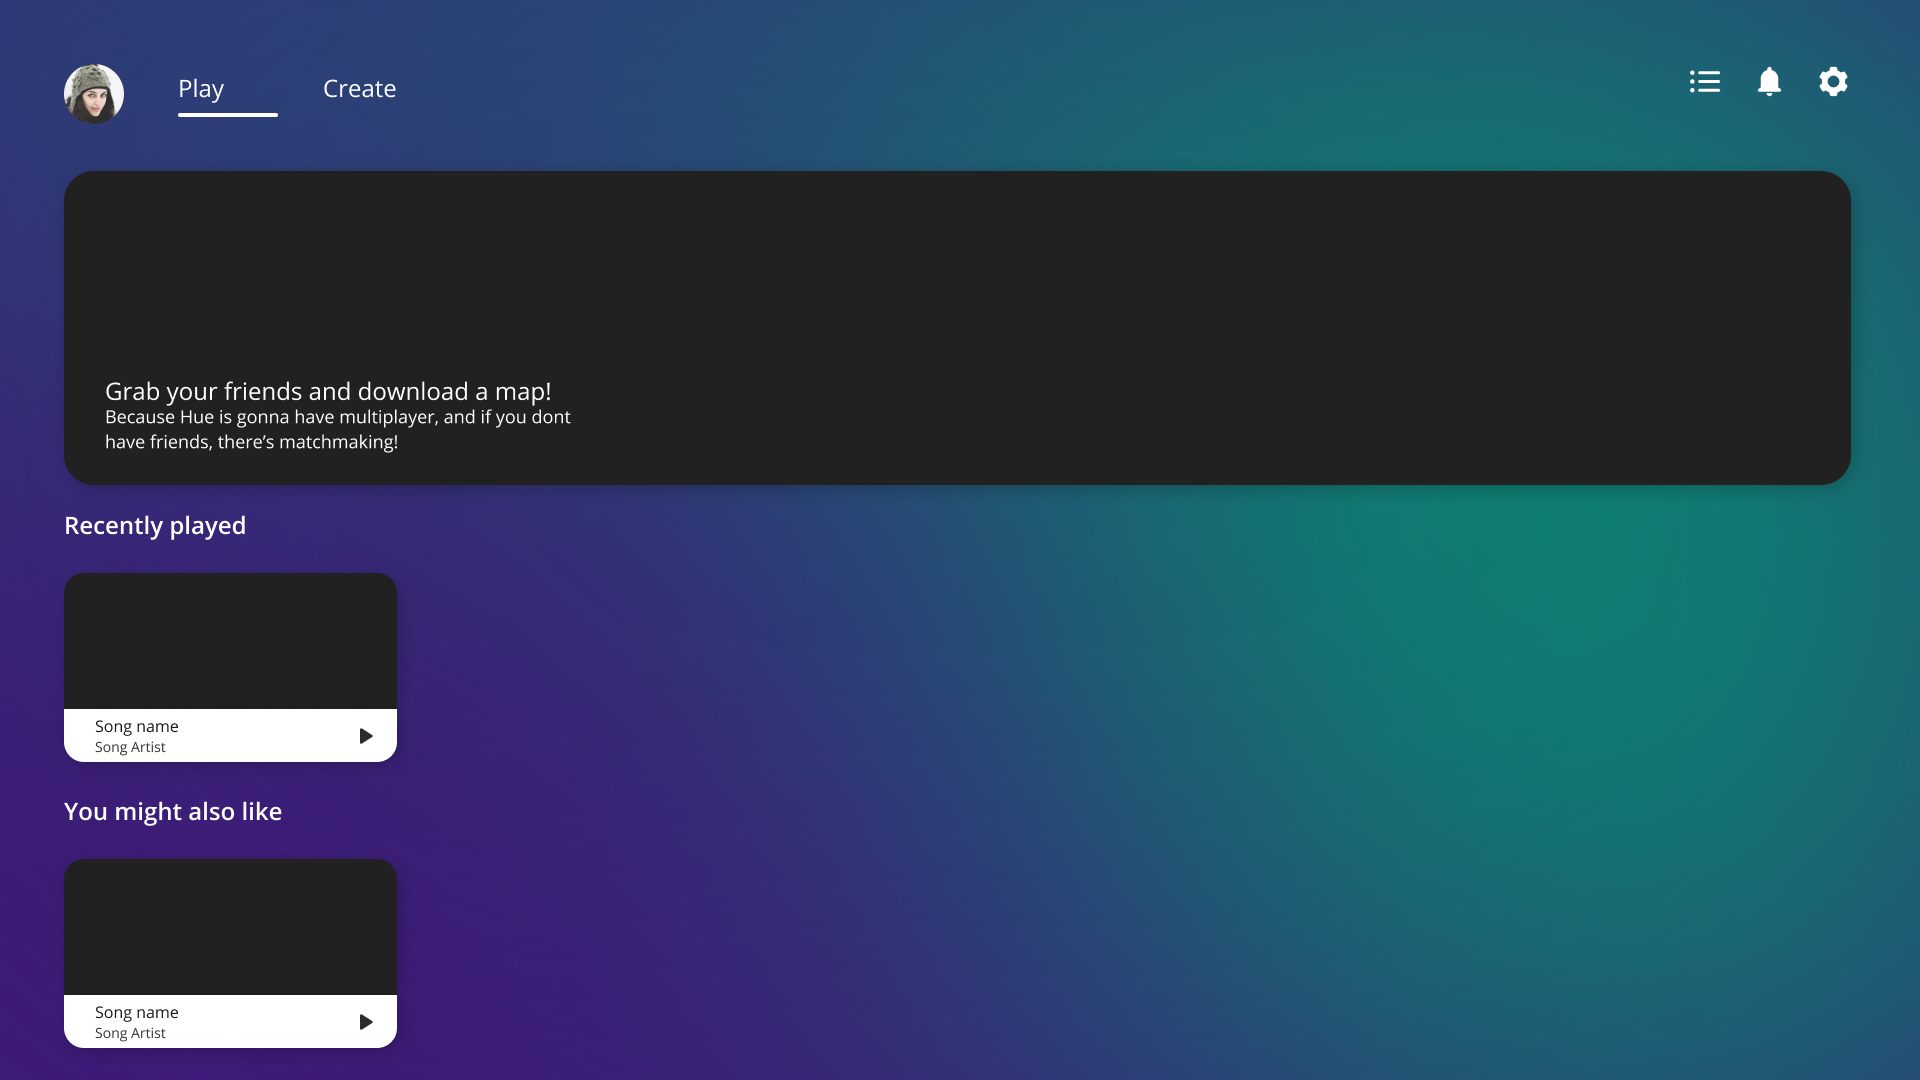 Play
Create
Grab your friends and download a map!
Because Hue is gonna have multiplayer, and if you dont
have friends, there’s matchmaking!
Recently played
Song name
Song Artist
You might also like
Song name
Song Artist